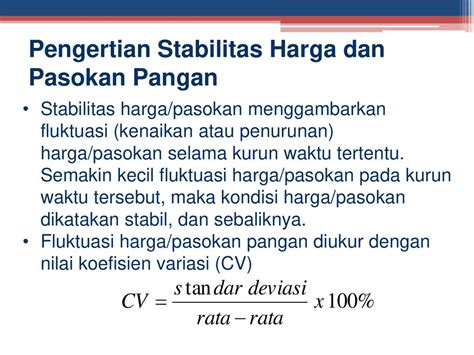 Pengertian Stabilitas Harga dan
Pasokan Pangan
• Stabilitas harga/pasokan menggambarkan
fluktuasi (kenaikan atau penurunan)
harga/pasokan selama kurun waktu tertentu.
Semakin kecil fluktuasi harga/pasokan pada kurun
waktu tersebut, maka kondisi harga/pasokan
dikatakan stabil, dan sebaliknya.
• Fluktuasi harga/pasokan pangan diukur dengan
nilai koefisien variasi (CV)
s tan dar deviasi
CV = ————— x 100%
rata – rata